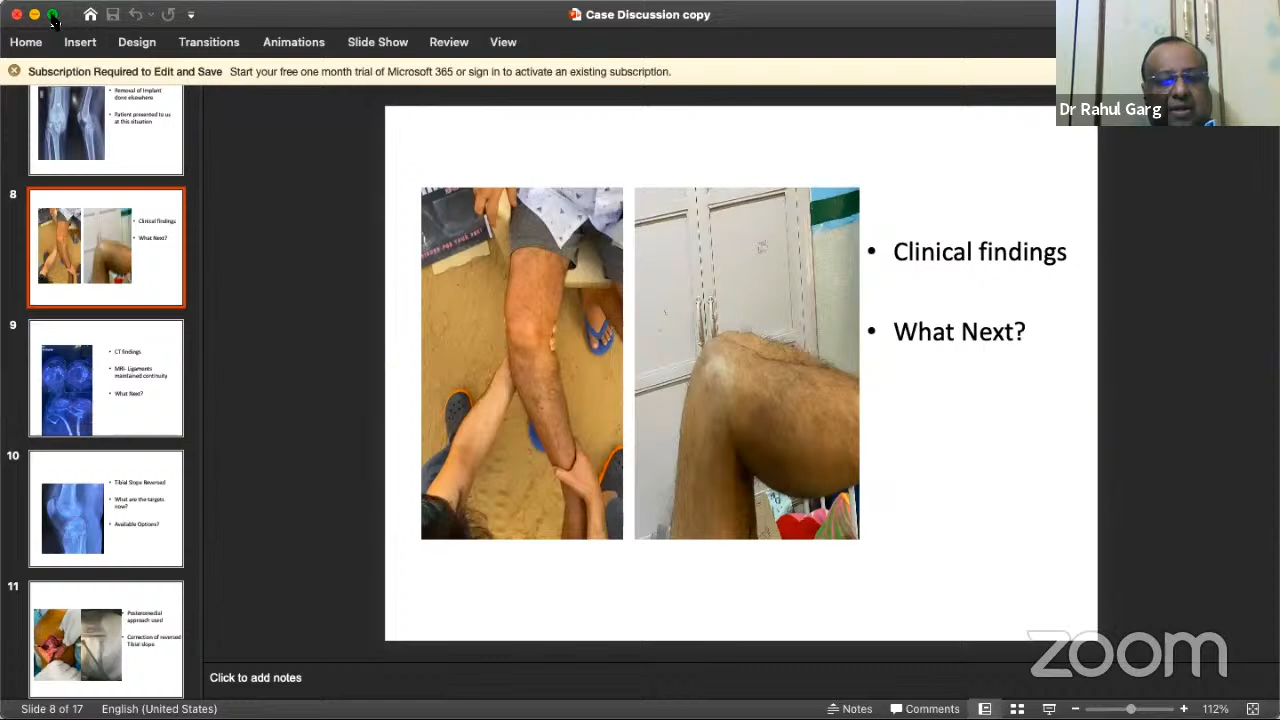 Case Discussion copy
Home Insert Design Transitions Animations Slide Show Review View
Subscription Required to Edit and Save Start your free one month trial of Microsoft 365 or sign in to activate an existing subscription.
Dr Rahul Garg
• Removal of Implant
done elsewhere
• Patient presented to us
at this situation
8
• Clinical findings
• What Next?
9
• CT findings
• MRI- Ligaments
maintained continuity
• What Next?
10
• Tibial Slope Reversed
• What are the targets
now?
• Available Options?
11
• Posteromedial
approach used
• Correction of reversed
Tibial slope
• Clinical findings
• What Next?
zoom
Click to add notes
Slide 8 of 17 English (United States) Notes Comments 112%